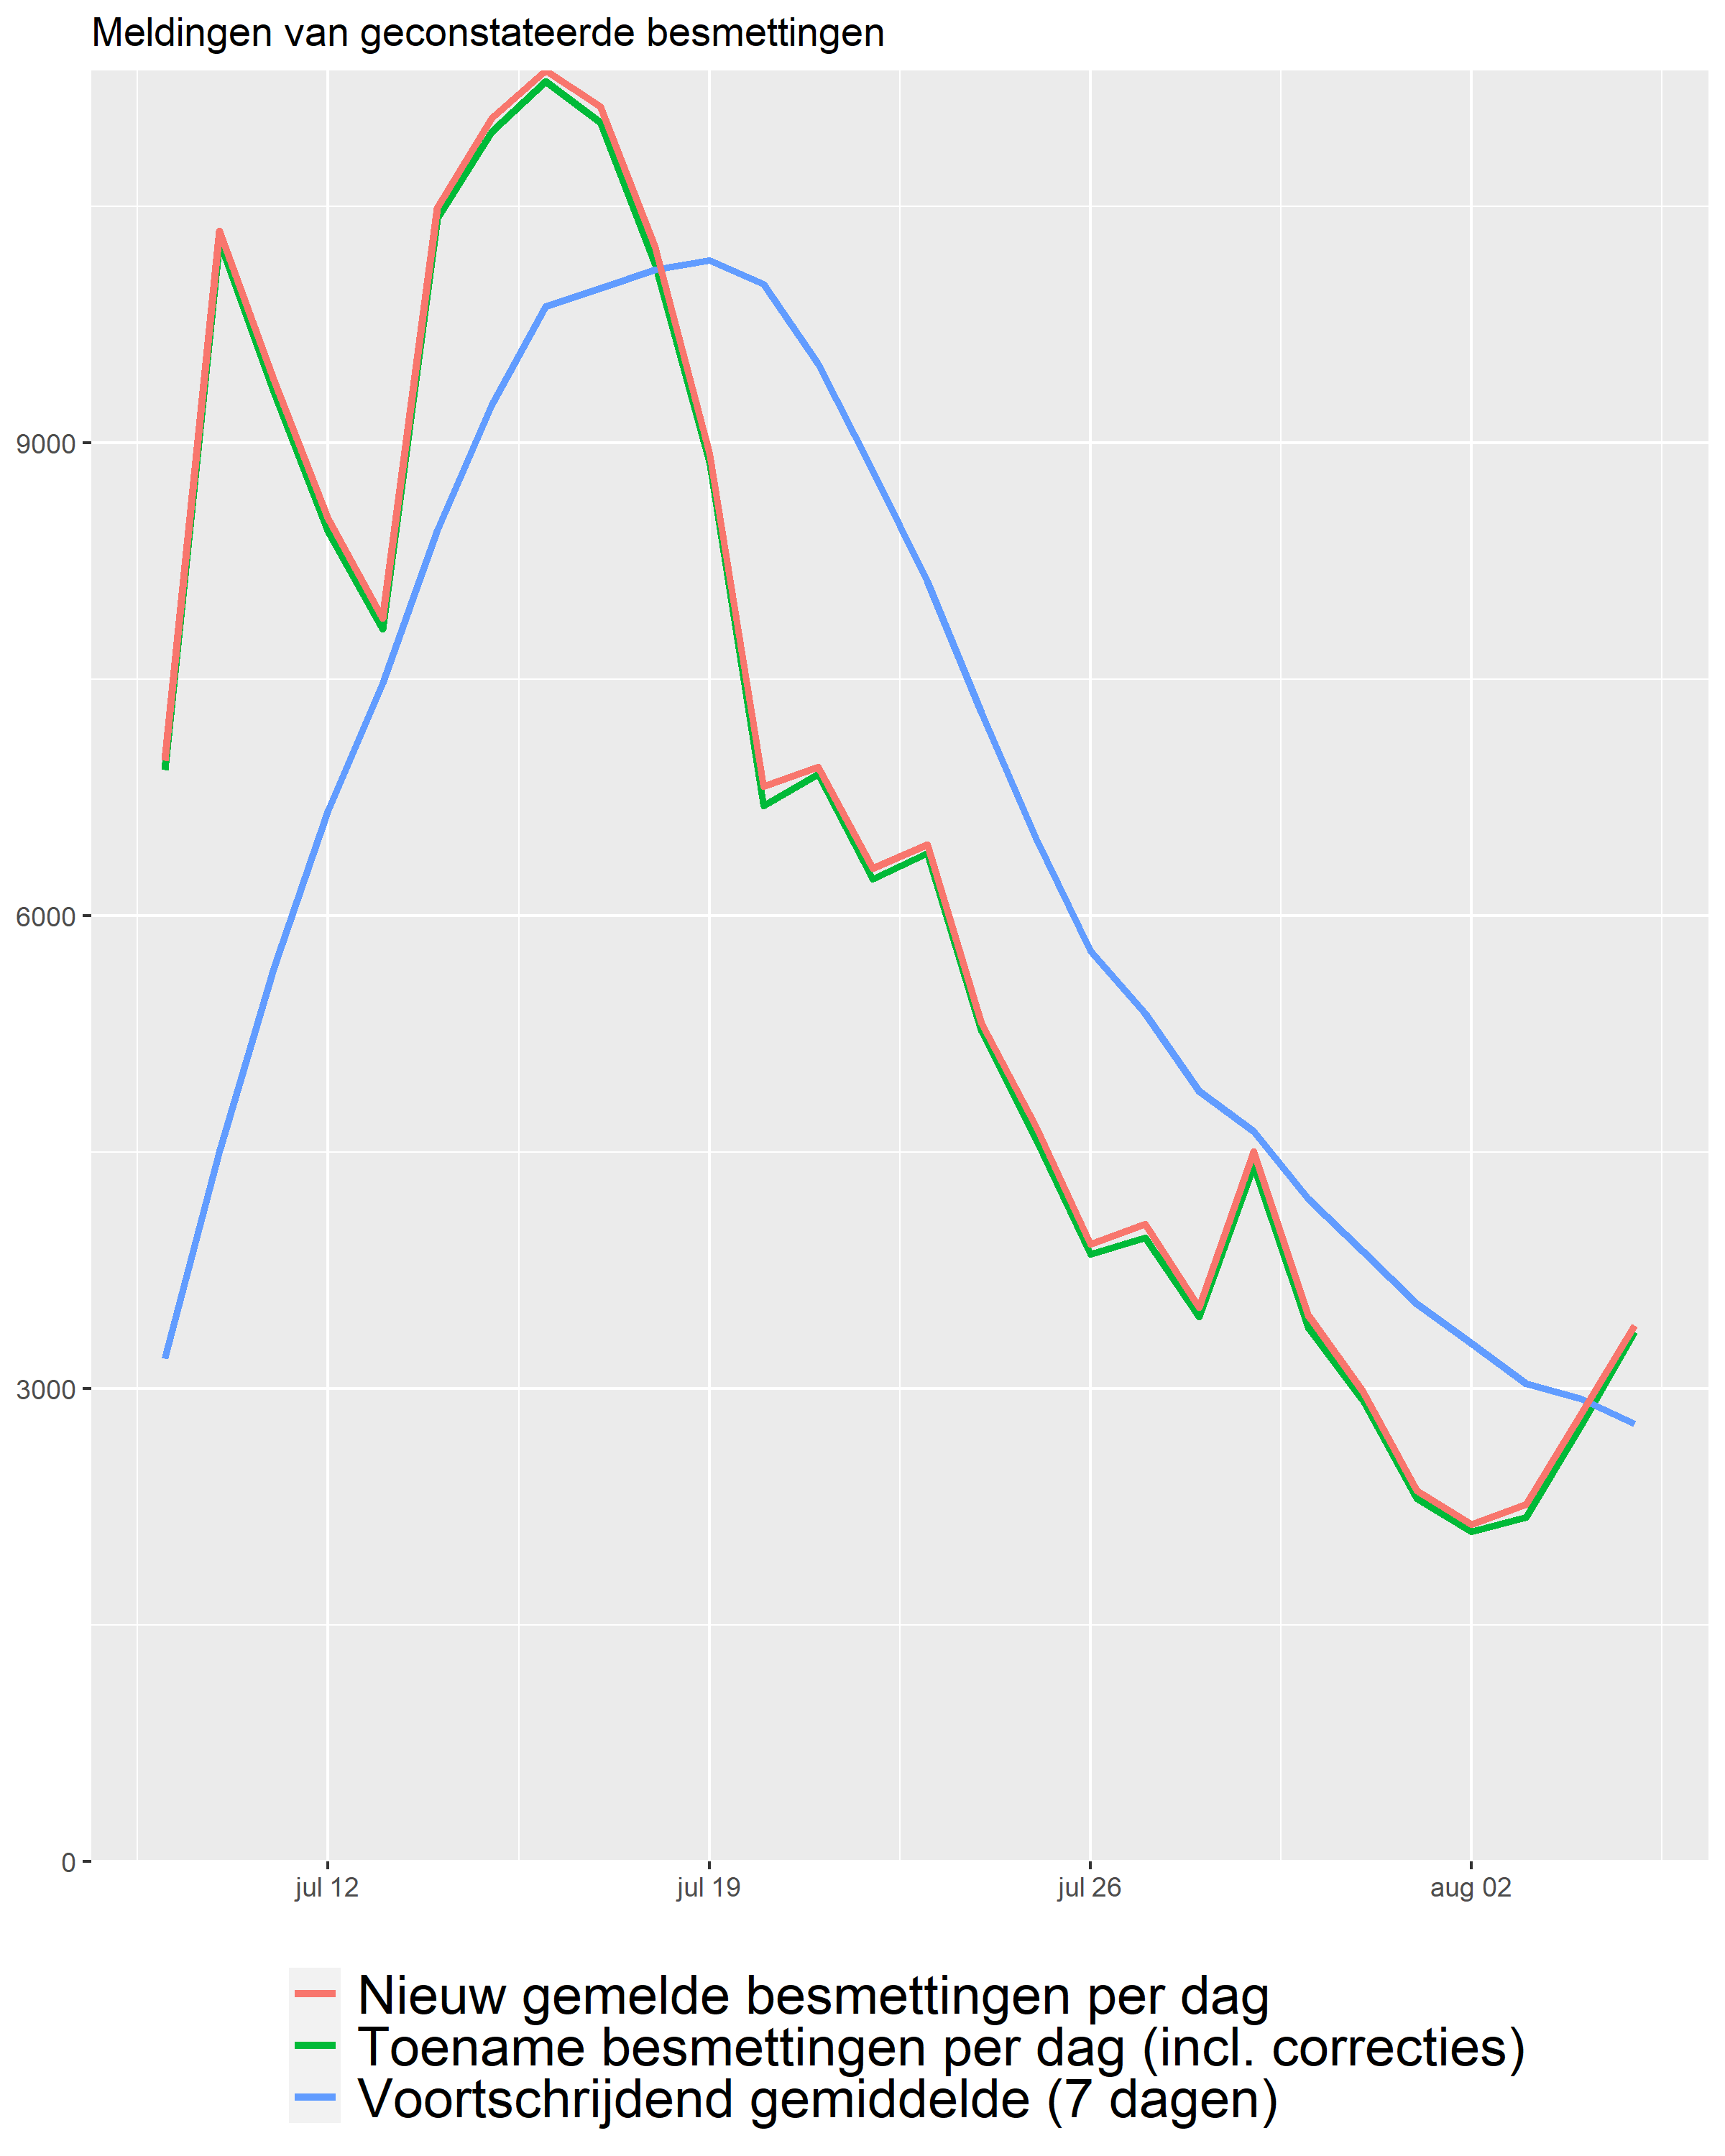 Meldingen van geconstateerde besmettingen
9000
6000
3000
0
jul 12
jul 19
jul 26
aug 02
Nieuw gemelde besmettingen per dag
Toename besmettingen per dag (incl. correcties)
Voortschrijdend gemiddelde (7 dagen)